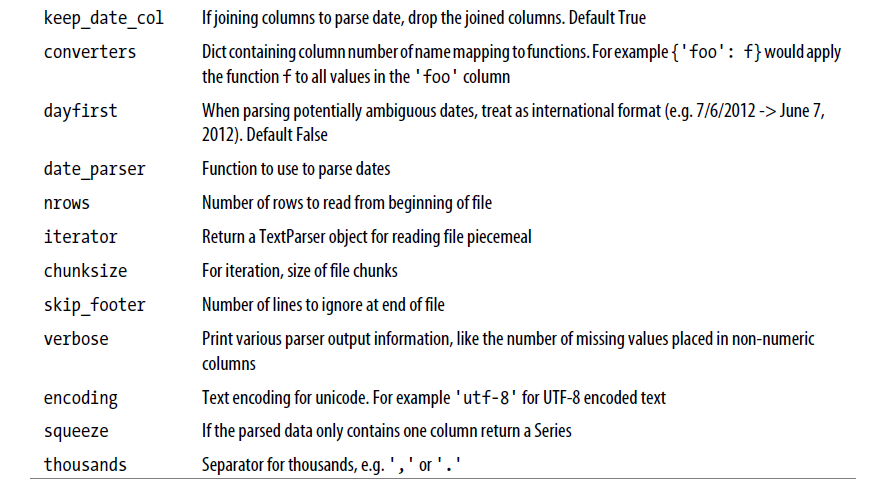 keep_date_col If joining columns to parse date, drop the joined columns. Default True
converters Dict containing column number of name mapping to functions. For example {'foo': f} would apply
the function f to all values in the 'foo' column
dayfirst When parsing potentially ambiguous dates, treat as international format (e.g. 7/6/2012 -> June 7,
2012). Default False
date_parser Function to use to parse dates
nrows Number of rows to read from beginning of file
iterator Return a TextParser object for reading file piecemeal
chunksize For iteration, size of file chunks
skip_footer Number of lines to ignore at end of file
verbose Print various parser output information, like the number of missing values placed in non-numeric
columns
encoding Text encoding for unicode. For example 'utf-8' for UTF-8 encoded text
squeeze If the parsed data only contains one column return a Series
thousands Separator for thousands, e.g. ',' or '.'